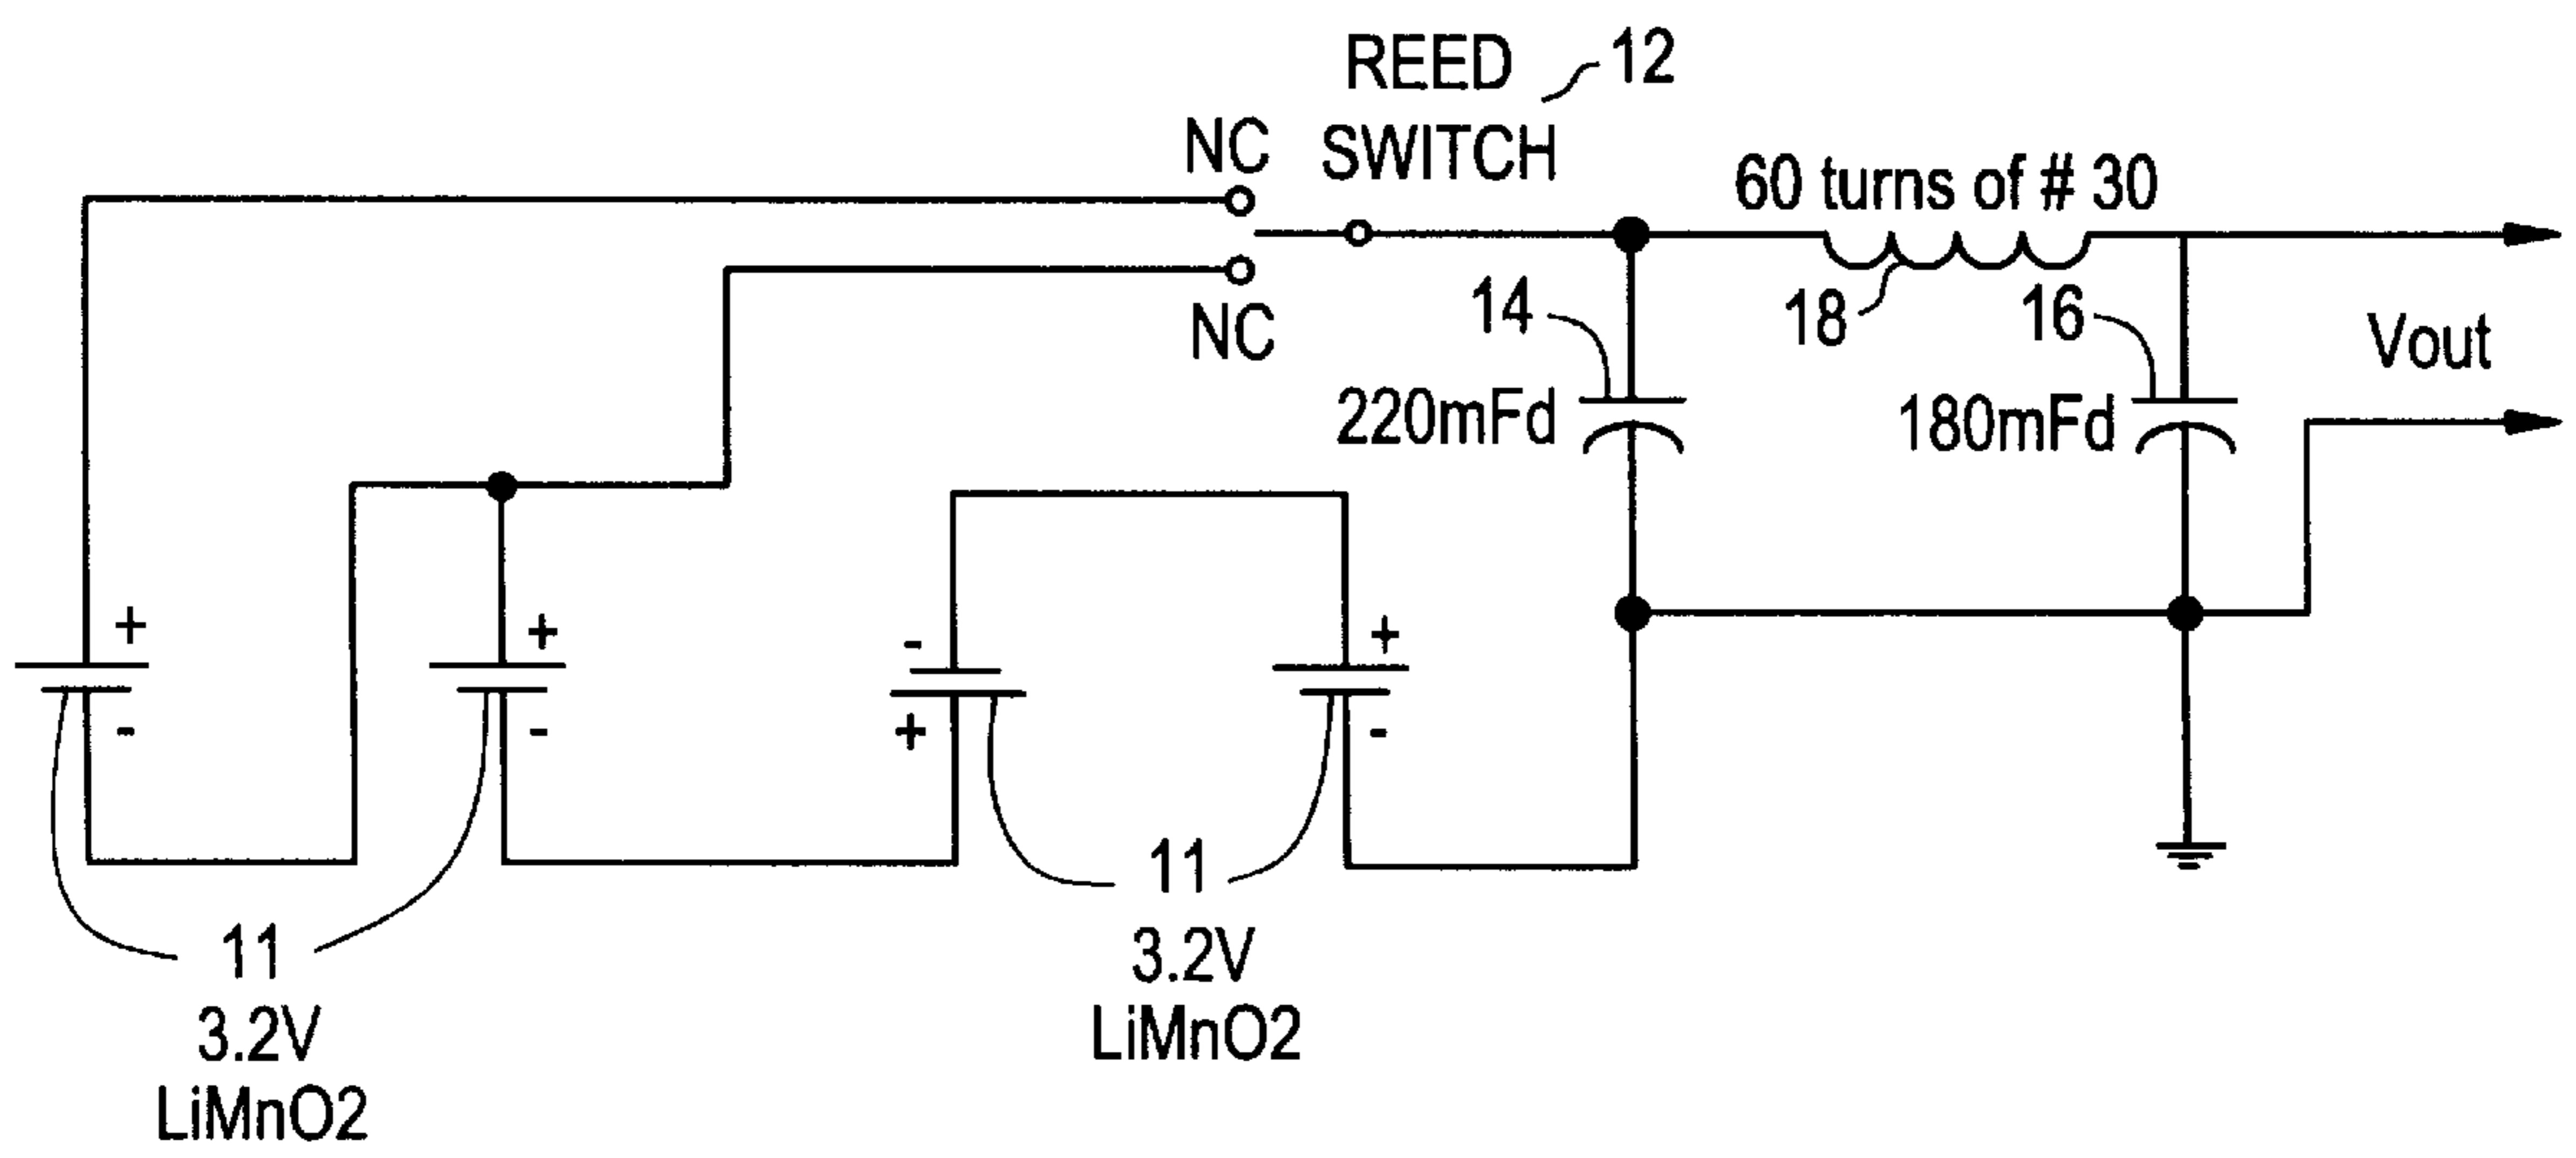 REED
SWITCH
12
NC
NC
60 turns of # 30
14
18
16
Vout
220mFd
180mFd
+
-
+
-
-
+
+
-
11
3.2V
LiMnO2
11
3.2V
LiMnO2